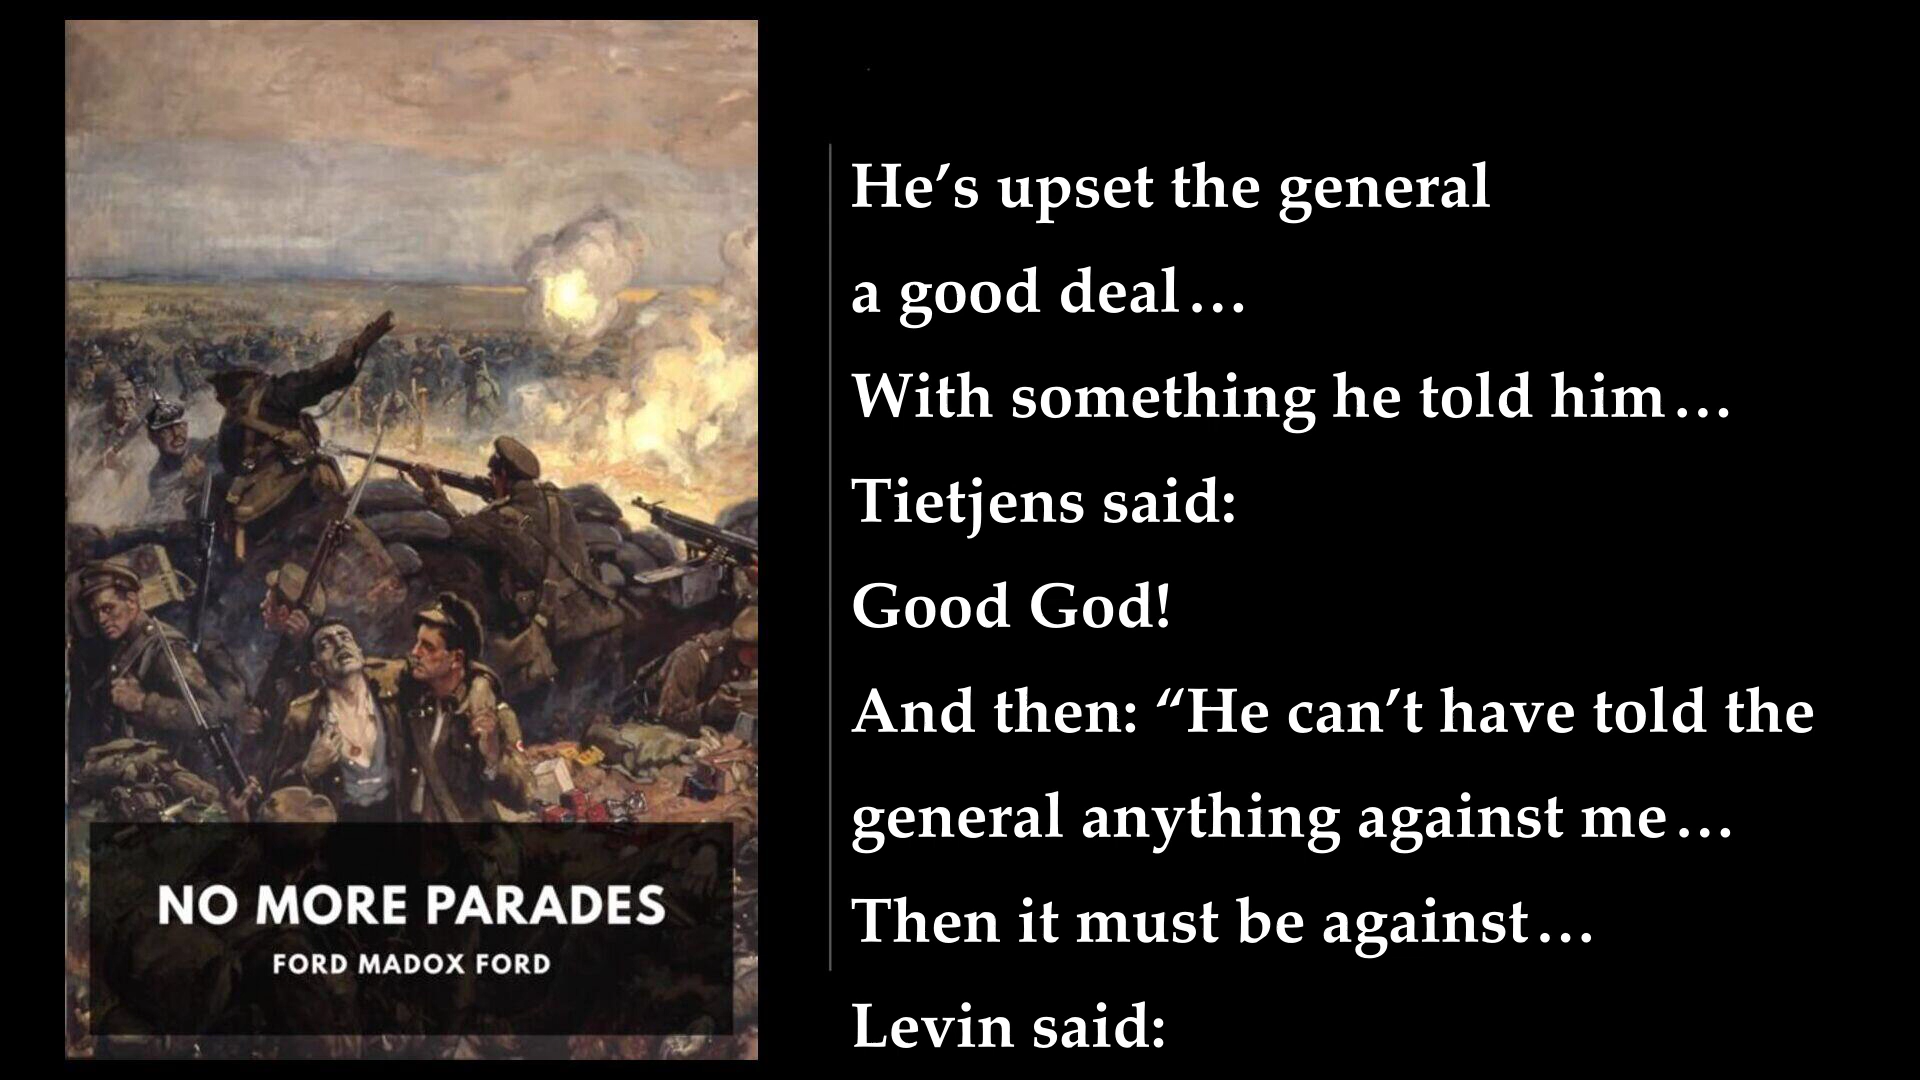 NO MORE PARADES
FORD MADOX FORD
He’s upset the general
a good deal…
With something he told him…
Tietjens said:
Good God!
And then: “He can’t have told the
general anything against me…
Then it must be against…
Levin said: